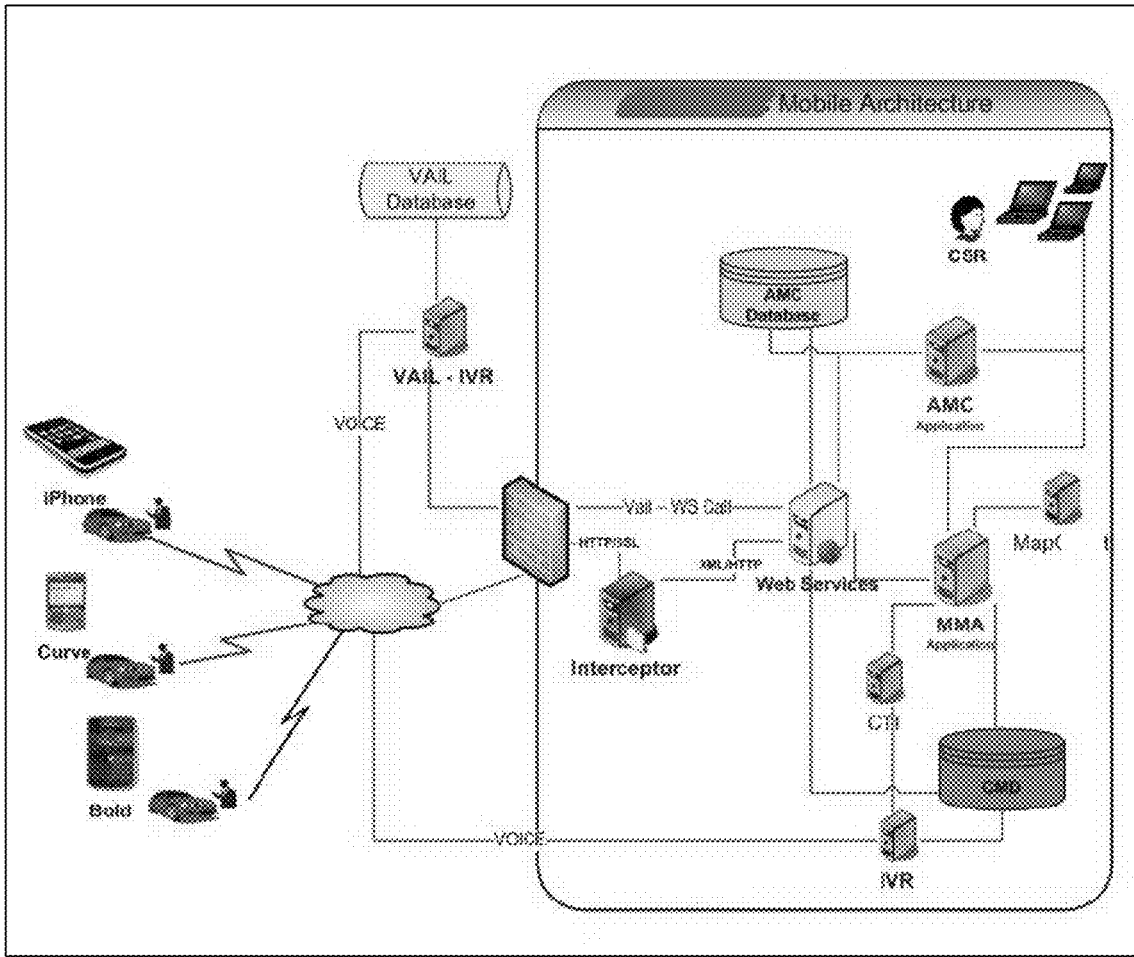 Mobile Architecture
VAIL
Database
CSR
AMC
Database
VAIL - IVR
AMC
Application
VOICE
iPhone
Vail - WS Call
HTTP/SSL
XML/HTTP
Web Services
MMA
Application
Interceptor
Curve
CTI
Bold
CMD
VOICE
IVR